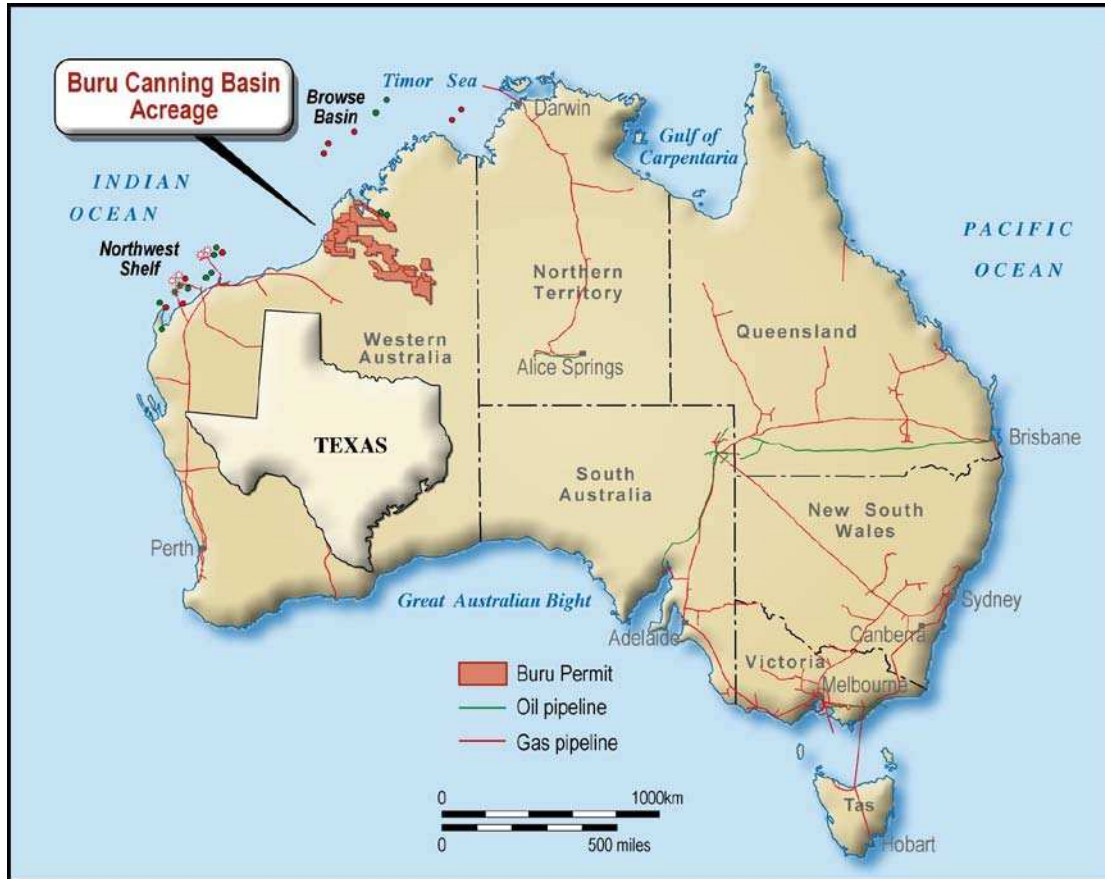 Buru Canning Basin
Acreage
Browse
Basin
Timor Sea
Darwin
Gulf of
Carpentaria
INDIAN
OCEAN
Northwest
Shelf
PACIFIC
OCEAN
Northern
Territory
Western
Australia
Queensland
Alice Springs
TEXAS
South
Australia
Brisbane
New South
Wales
Perth
Great Australian Bight
Adelaide
Sydney
Canberra
Victoria
Melbourne
Buru Permit
Oil pipeline
Gas pipeline
0 1000km
0 500 miles
Tas
Hobart